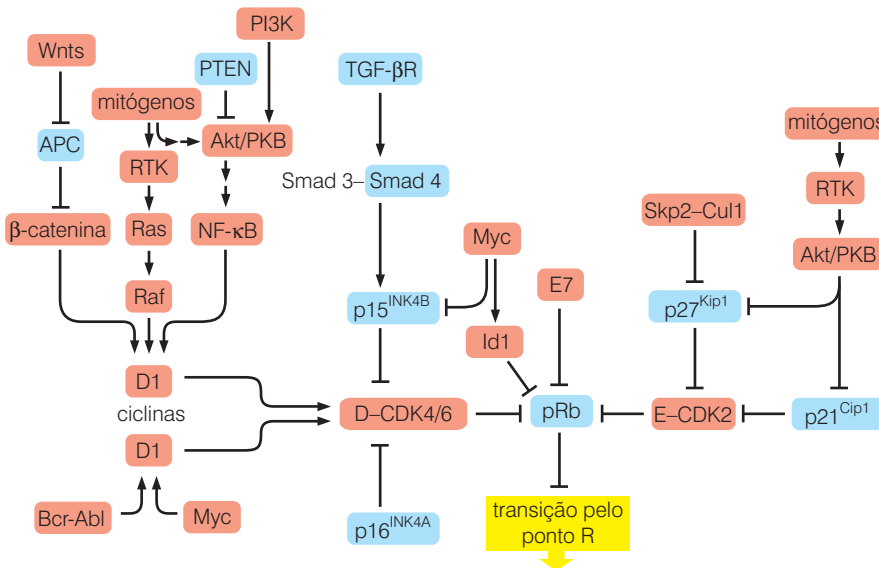 PI3K
Wnts
PTEN
TGF-βR
mitógenos
mitógenos
APC
Akt/PKB
RTK
Smad 3–Smad 4
RTK
Skp2–Cul1
β-catenina
Ras
NF-κB
Myc
Akt/PKB
E7
Raf
p15INK4B
p27Kip1
Id1
D1
ciclinas
D–CDK4/6
pRb
E–CDK2
p21Cip1
D1
Bcr-Abl
Myc
p16INK4A
transição pelo
ponto R